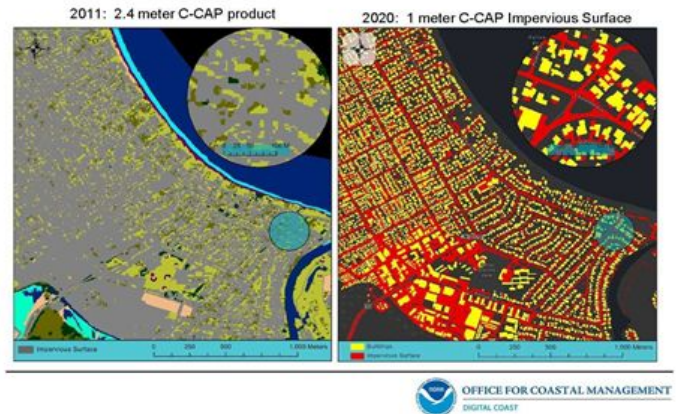 2011: 2.4 meter C-CAP product
2020: 1 meter C-CAP Impervious Surface
Impervious Surface
0 250 500 1,000 Meters
Buildings
Impervious Surface
0 250 500 1,000 Meters
NOAA
OFFICE FOR COASTAL MANAGEMENT
DIGITAL COAST